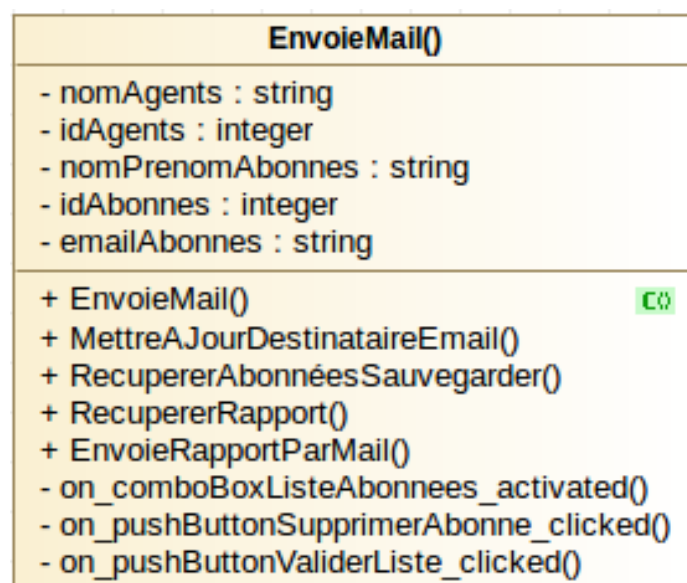 EnvoieMail()
- nomAgents : string
- idAgents : integer
- nomPrenomAbonnes : string
- idAbonnes : integer
- emailAbonnes : string
+ EnvoieMail() C()
+ MettreAJourDestinataireEmail()
+ RecupererAbonnéesSauvegarder()
+ RecupererRapport()
+ EnvoieRapportParMail()
- on_comboBoxListeAbonnees_activated()
- on_pushButtonSupprimerAbonne_clicked()
- on_pushButtonValiderListe_clicked()